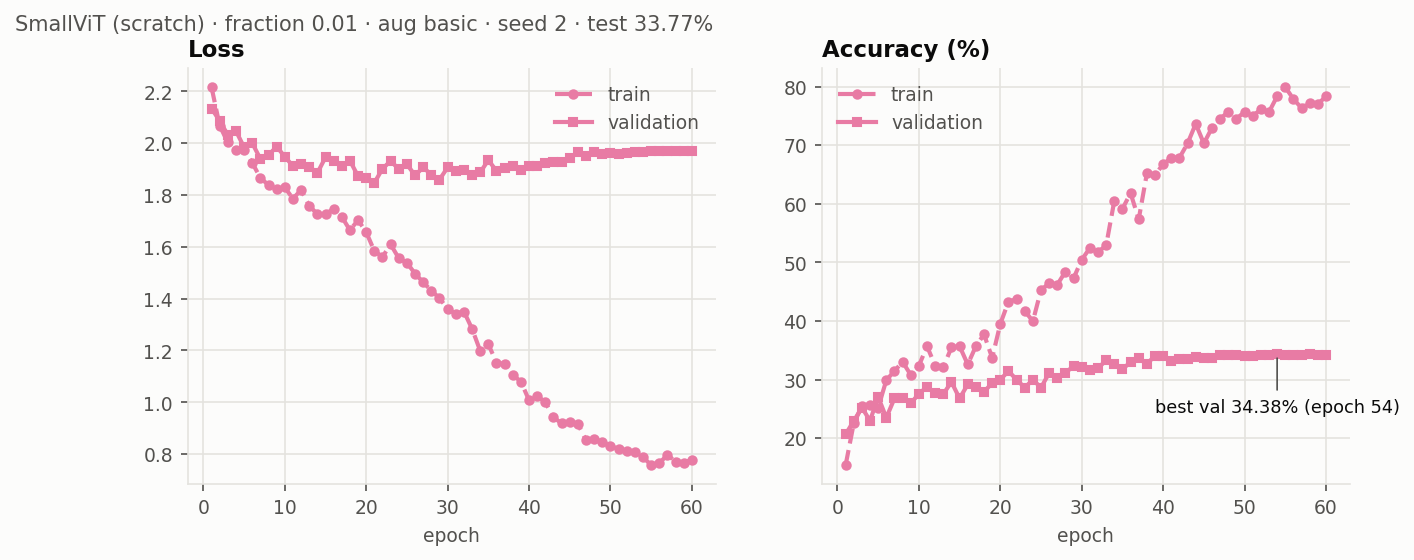 SmallViT (scratch) · fraction 0.01 · aug basic · seed 2 · test 33.77%
Loss
train
validation
2.2
2.0
1.8
1.6
1.4
1.2
1.0
0.8
0 10 20 30 40 50 60
epoch
Accuracy (%)
train
validation
80
70
60
50
40
30
20
best val 34.38% (epoch 54)
0 10 20 30 40 50 60
epoch